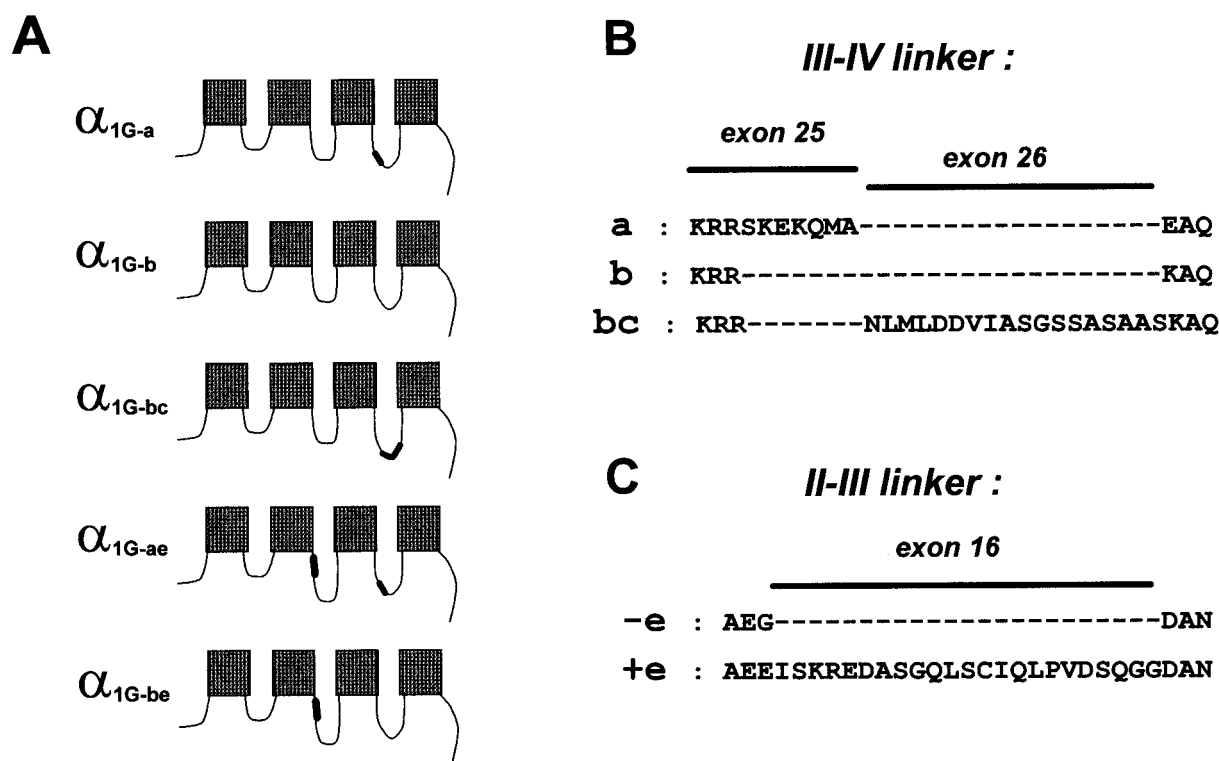 A
α1G-a
α1G-b
α1G-bc
α1G-ae
α1G-be
B
III-IV linker :
exon 25
exon 26
a : KRRSKEKQMA-----------------------EAQ
b : KRR------------------------------KAQ
bc : KRR-------NLMLDDVIASGSSASAASKAQ
C
II-III linker :
exon 16
-e : AEG-----------------------DAN
+e : AEEISKREDASGQLSCIQLPVDSQGGDAN